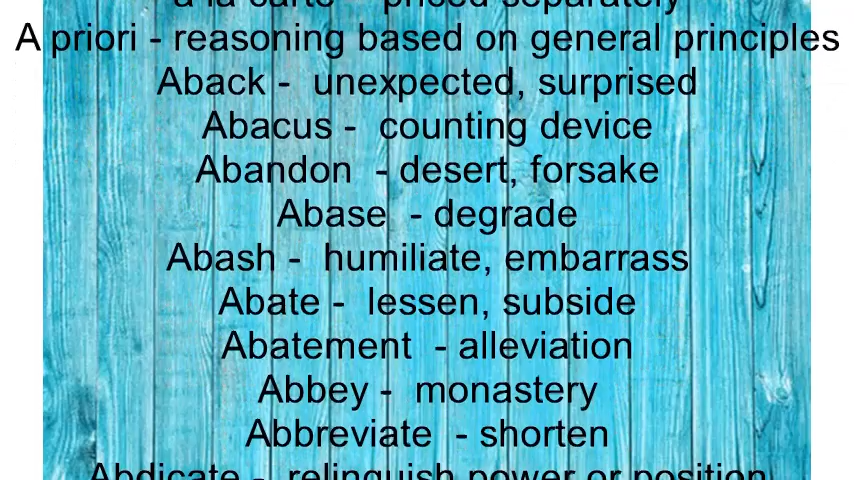 a la carte - priced separately
A priori - reasoning based on general principles
Aback - unexpected, surprised
Abacus - counting device
Abandon - desert, forsake
Abase - degrade
Abash - humiliate, embarrass
Abate - lessen, subside
Abatement - alleviation
Abbey - monastery
Abbreviate - shorten
Abdicate - relinquish power or position